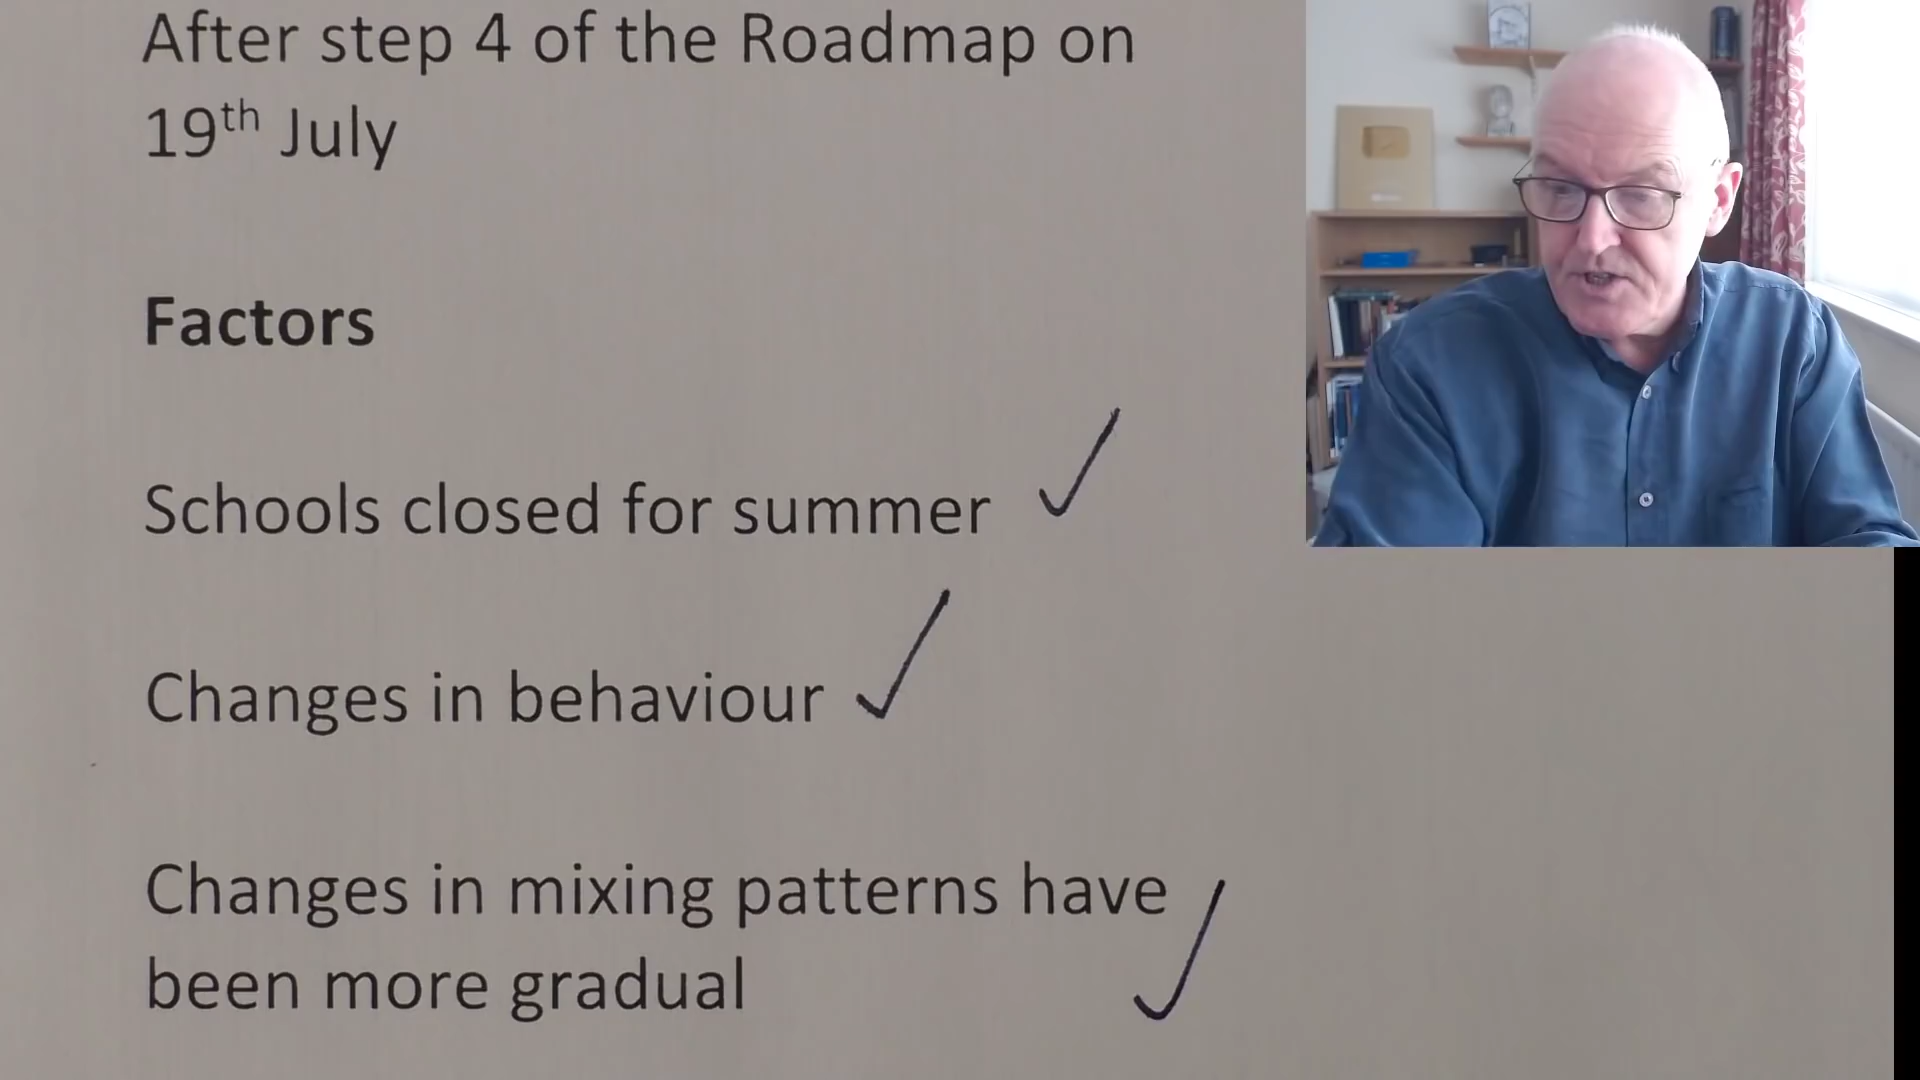 After step 4 of the Roadmap on
19th July
Factors
Schools closed for summer
Changes in behaviour
Changes in mixing patterns have
been more gradual